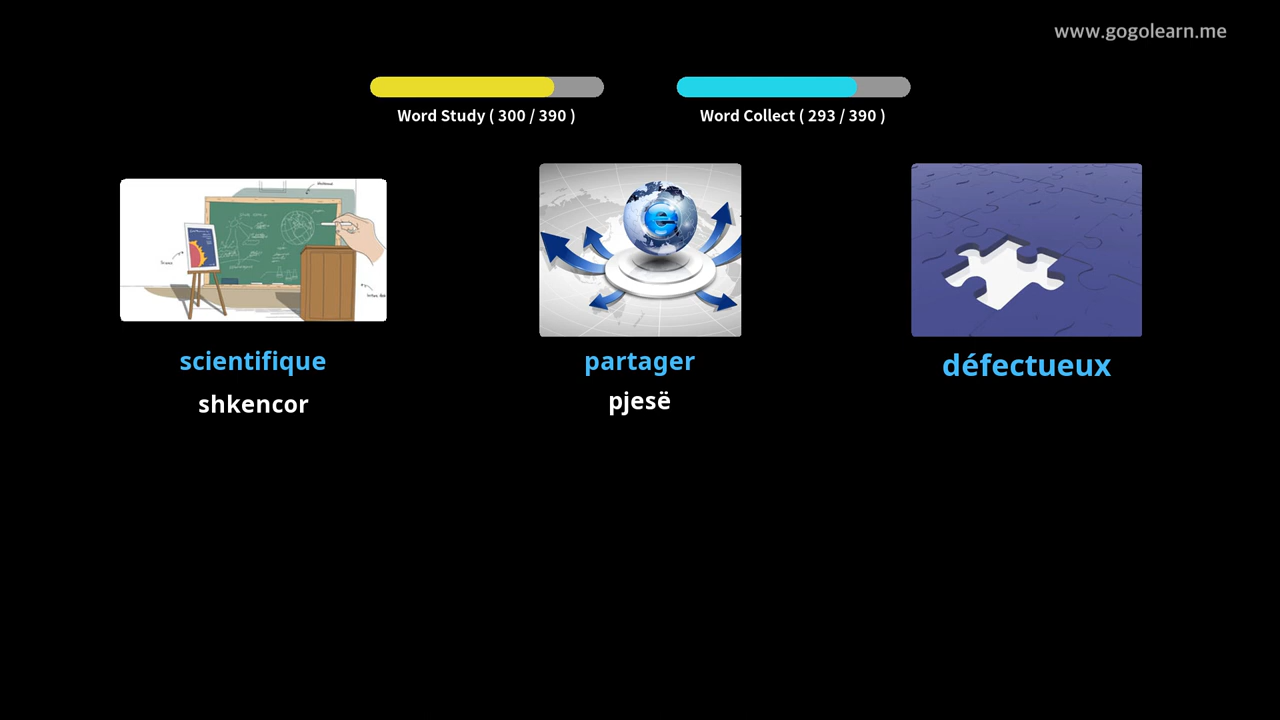 www.gogolearn.me
Word Study ( 300 / 390 )
Word Collect ( 293 / 390 )
scientifique
partager
défectueux
shkencor
pjesë